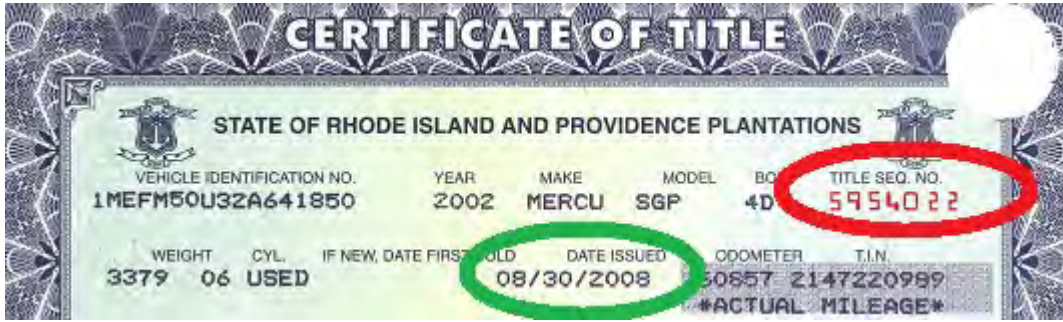 CERTIFICATE OF TITLE
STATE OF RHODE ISLAND AND PROVIDENCE PLANTATIONS
VEHICLE IDENTIFICATION NO. YEAR MAKE MODEL TITLE SEQ. NO.
1MEFM50U32A641850 2002 MERCU SGP 4D 5954022
WEIGHT CYL. IF NEW, DATE FIRST DATE ISSUED ODOMETER T.I.N.
3379 06 USED 08/30/2008 60857 2147220989
*ACTUAL MILEAGE*